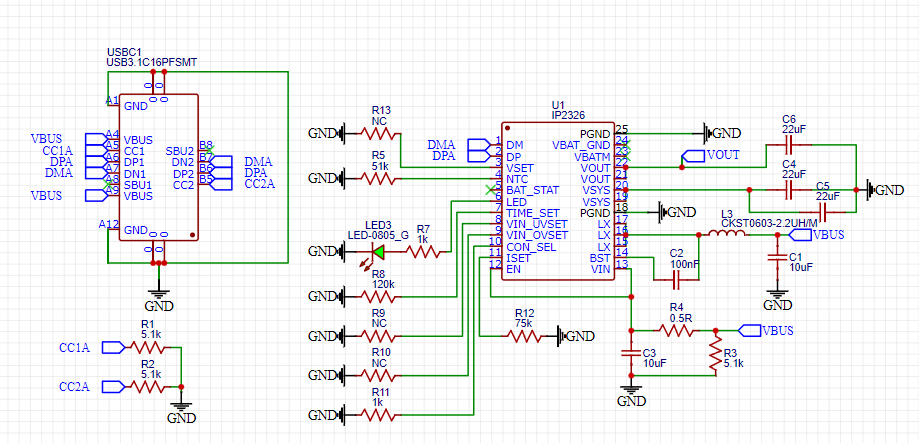 USBC1
USB3.1C16PFSMT
0
0
A1
GND
VBUS
A4
VBUS
CC1A
A5
CC1
SBU2
B8
DPA
A6
DP1
DN2
B7
DMA
DMA
A7
DN1
DP2
B6
DPA
A8
SBU1
CC2
B5
CC2A
VBUS
A9
VBUS
A12
GND
0
0
GND
R1
5.1k
CC1A
R2
5.1k
CC2A
GND
R13
NC
GND
R5
51k
GND
LED3
LED-0805_G
R7
1k
GND
R8
120k
GND
R9
NC
GND
R10
NC
GND
R11
1k
GND
U1
IP2326
DMA
1
DM
DPA
2
DP
3
VSET
4
NTC
5
BAT_STAT
6
LED
7
TIME_SET
8
VIN_UVSET
9
VIN_OVSET
10
CON_SEL
11
ISET
12
EN
PGND
25
VBAT_GND
24
VBATM
23
VOUT
22
VOUT
21
VSYS
20
VSYS
19
PGND
18
LX
17
LX
16
LX
15
BST
14
VIN
13
GND
VOUT
C6
22uF
C4
22uF
C5
22uF
GND
GND
L3
CKST0603-2.2UH/M
VBUS
C2
100nF
C1
10uF
GND
R12
75k
GND
R4
0.5R
VBUS
C3
10uF
R3
5.1k
GND